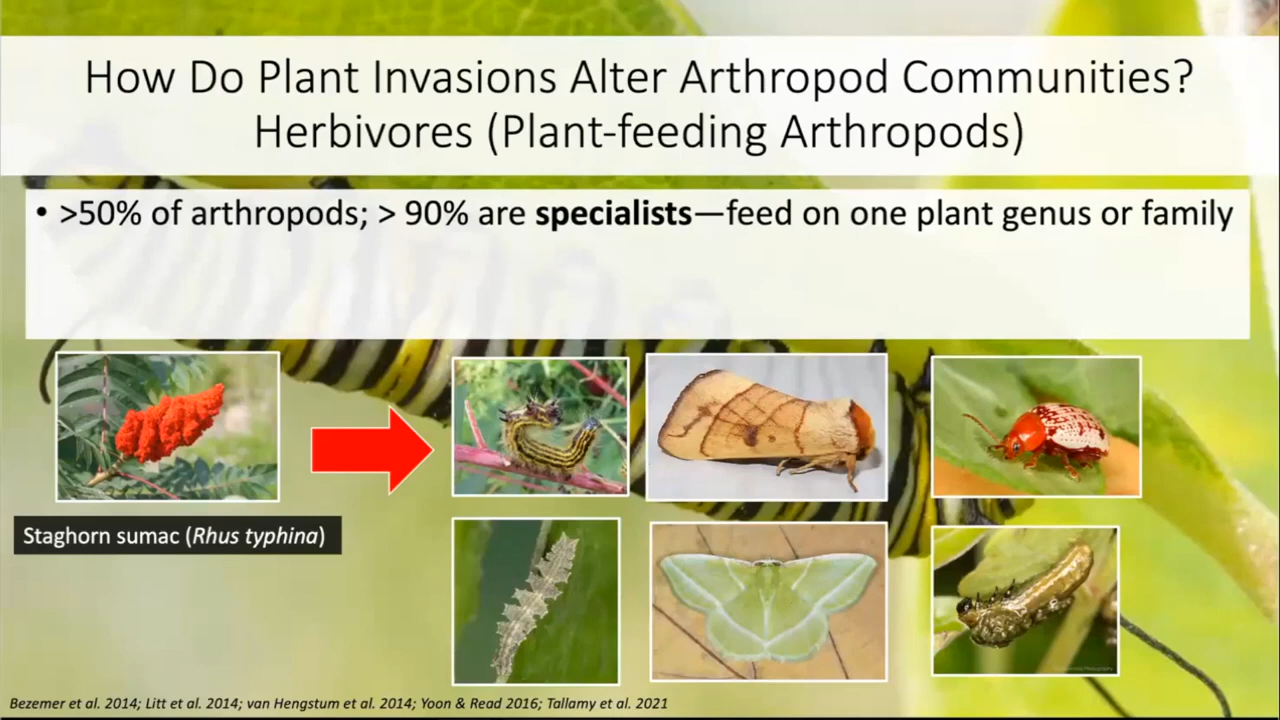 How Do Plant Invasions Alter Arthropod Communities?
Herbivores (Plant-feeding Arthropods)
• >50% of arthropods; > 90% are specialists—feed on one plant genus or family
Staghorn sumac (Rhus typhina)
Bezemer et al. 2014; Litt et al. 2014; van Hengstum et al. 2014; Yoon & Read 2016; Tallamy et al. 2021